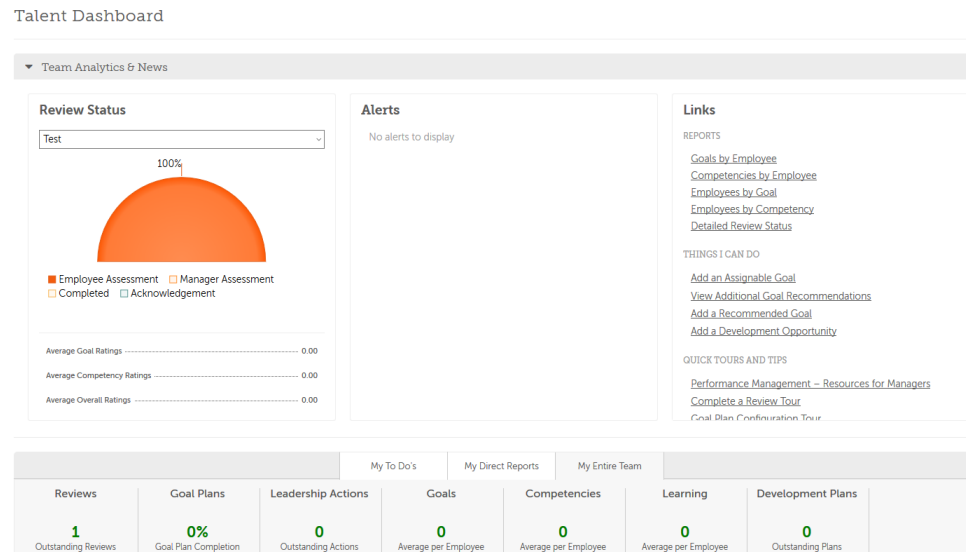 Talent Dashboard
Team Analytics & News
Review Status
Test
100%
Employee Assessment
Manager Assessment
Completed
Acknowledgement
Average Goal Ratings 0.00
Average Competency Ratings 0.00
Average Overall Ratings 0.00
Alerts
No alerts to display
Links
REPORTS
Goals by Employee
Competencies by Employee
Employees by Goal
Employees by Competency
Detailed Review Status
THINGS I CAN DO
Add an Assignable Goal
View Additional Goal Recommendations
Add a Recommended Goal
Add a Development Opportunity
QUICK TOURS AND TIPS
Performance Management – Resources for Managers
Complete a Review Tour
Goal Plan Configuration Tour
My To Do's
My Direct Reports
My Entire Team
Reviews
1
Outstanding Reviews
Goal Plans
0%
Goal Plan Completion
Leadership Actions
0
Outstanding Actions
Goals
0
Average per Employee
Competencies
0
Average per Employee
Learning
0
Average per Employee
Development Plans
0
Outstanding Plans